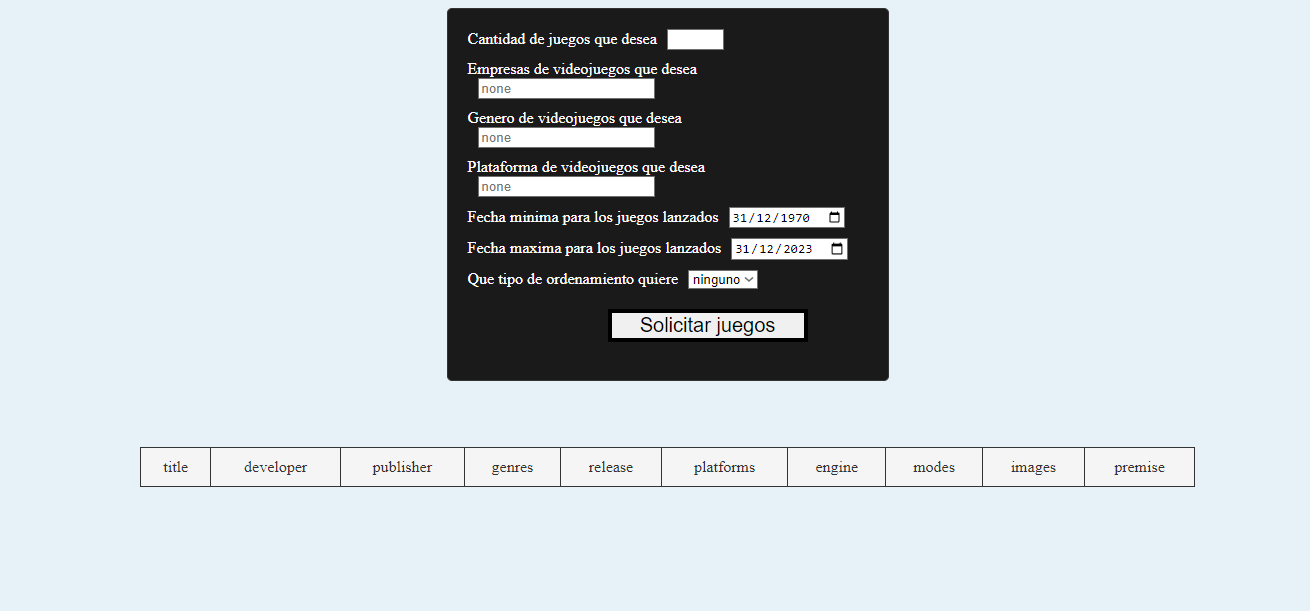 Cantidad de juegos que desea
Empresas de videojuegos que desea
none
Genero de videojuegos que desea
none
Plataforma de videojuegos que desea
none
Fecha minima para los juegos lanzados 31/12/1970
Fecha maxima para los juegos lanzados 31/12/2023
Que tipo de ordenamiento quiere ninguno
Solicitar juegos
title developer publisher genres release platforms engine modes images premise